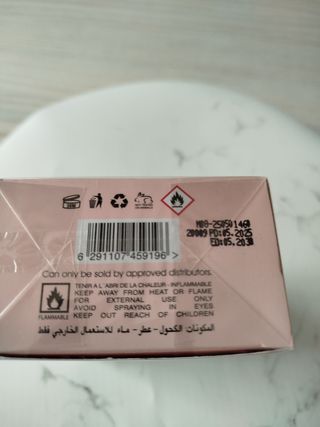 M09-250501460
20009 PD:05.2025
ED:05.2030
6 291107 459196 >
Can only be sold by approved distributors.
TENIR A L'ABRI DE LA CHALEUR - INFLAMMABLE
KEEP AWAY FROM HEAT OR FLAME
FOR EXTERNAL USE ONLY
AVOID SPRAYING IN EYES
KEEP OUT REACH OF CHILDREN
FLAMMABLE
المكونات: الكحول - عطر - ماء للاستعمال الخارجي فقط